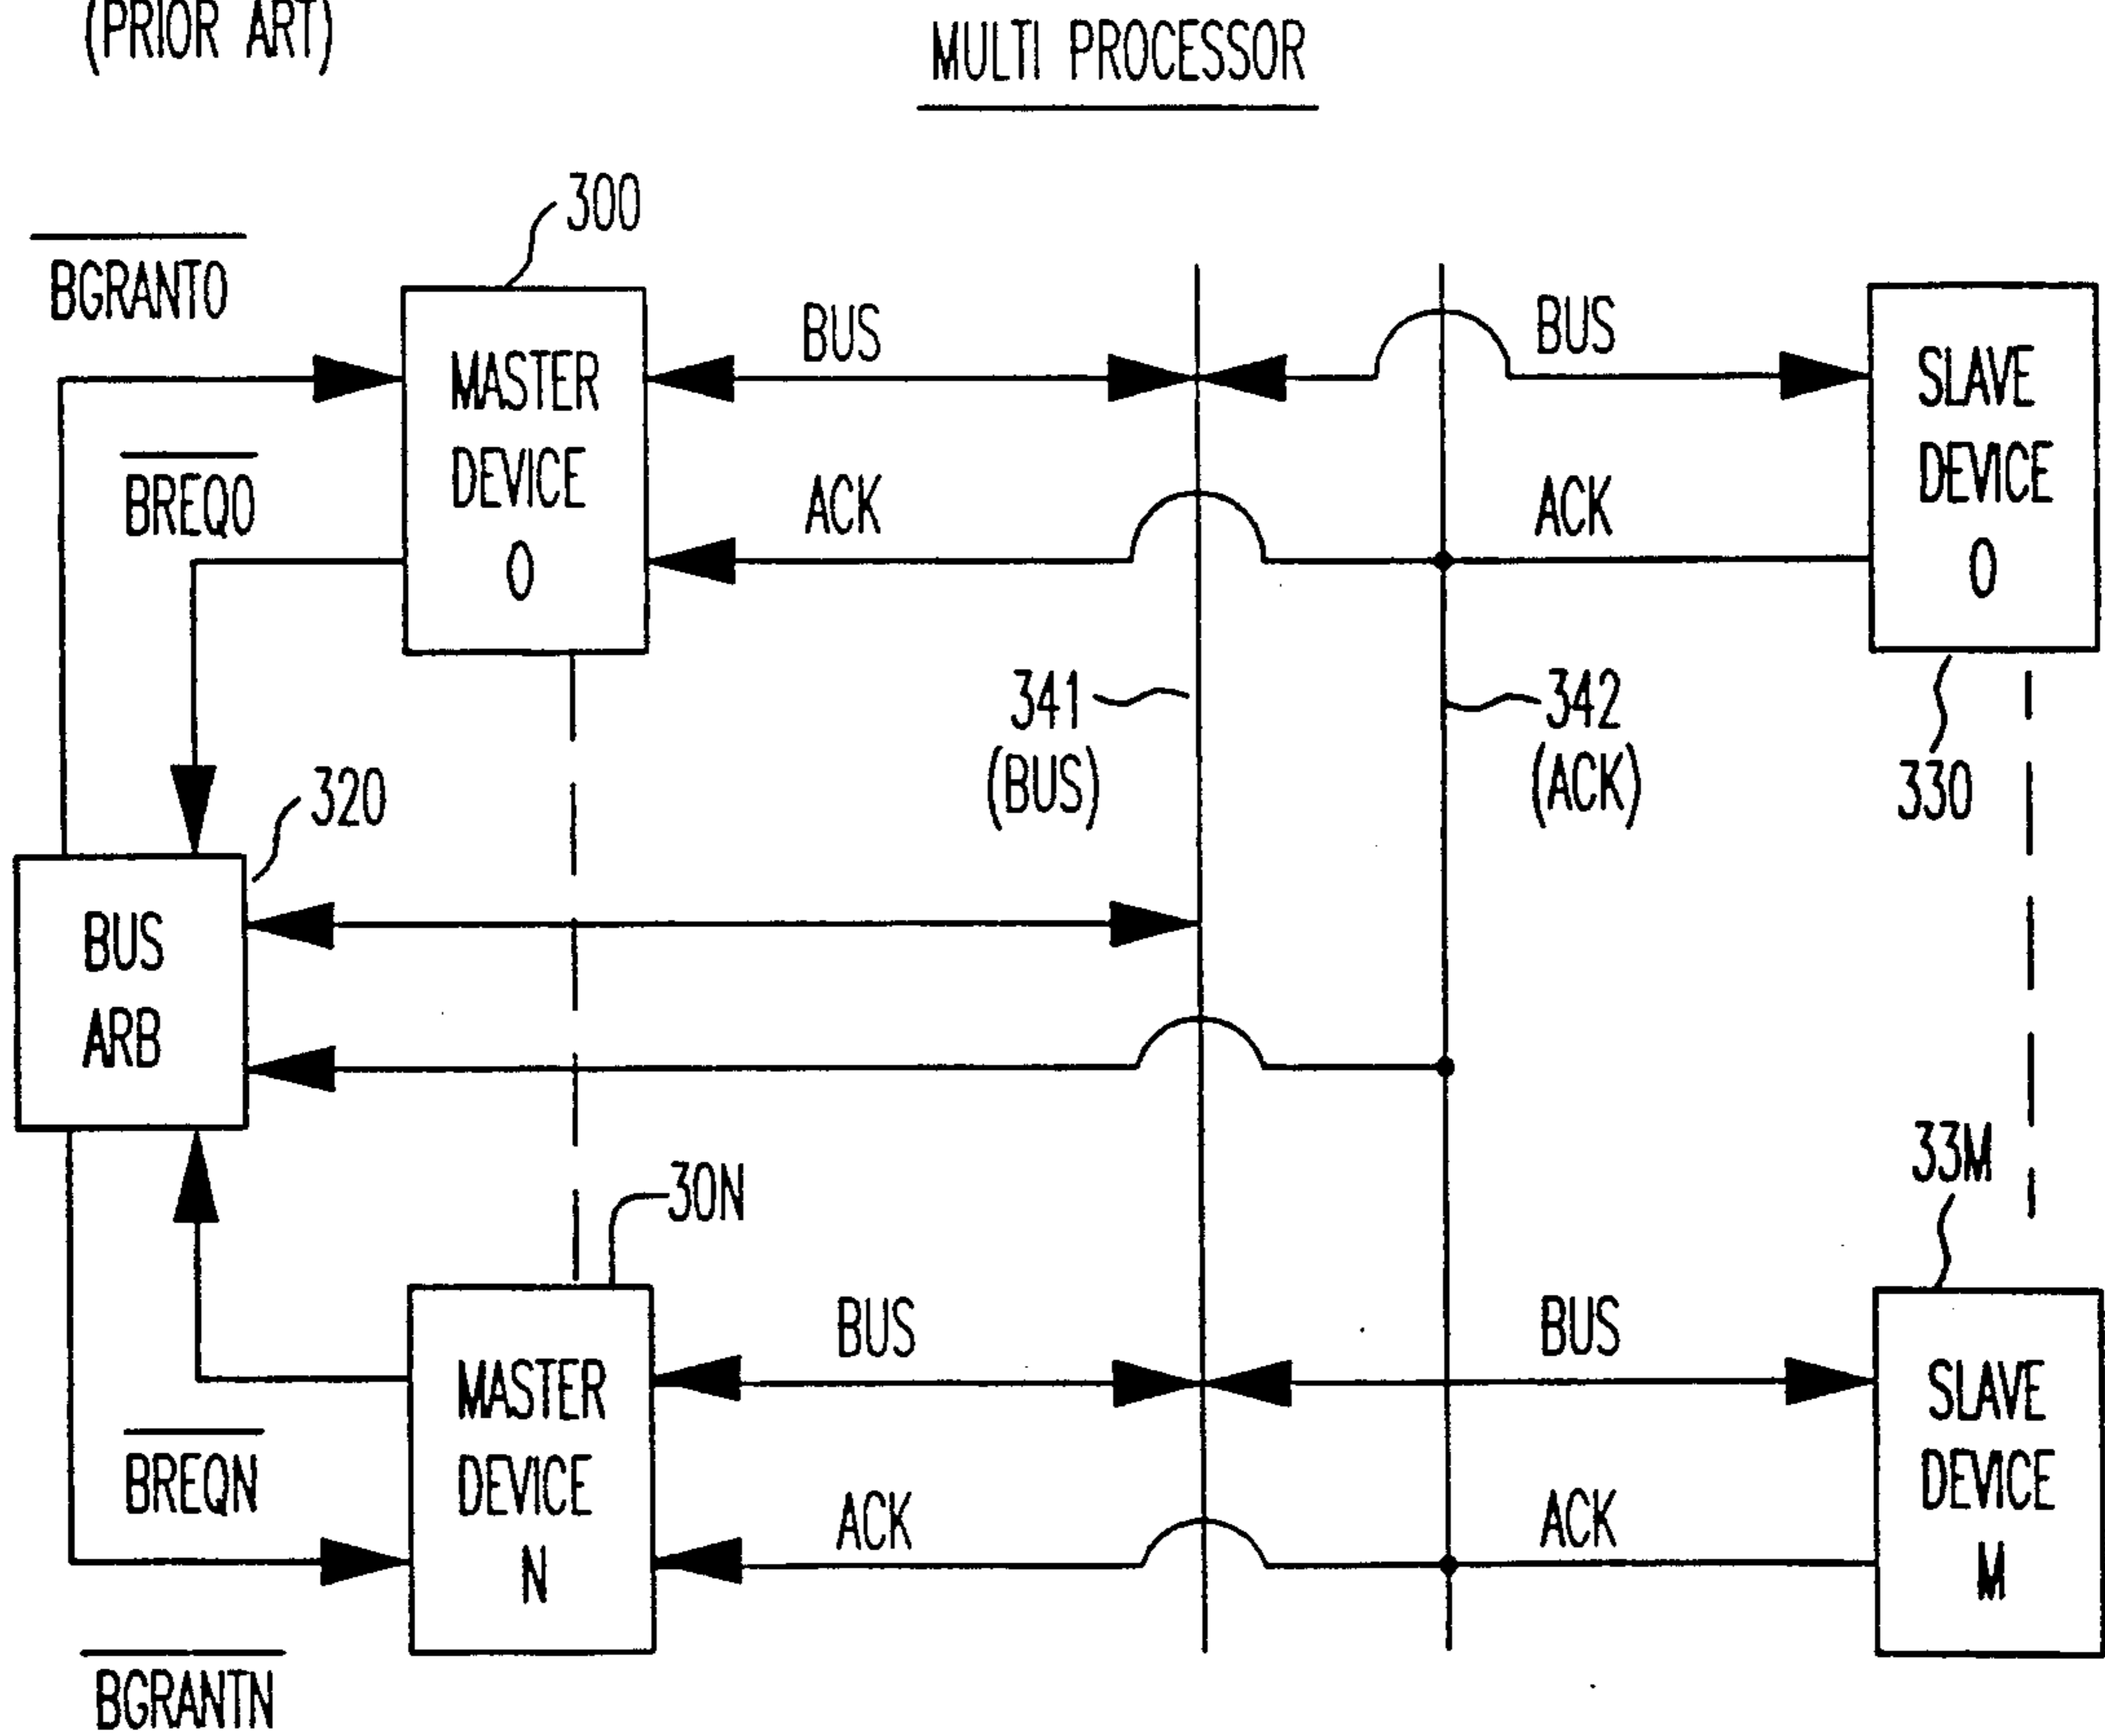 (PRIOR ART)
MULTI PROCESSOR
300
BGRANTO
BUS
BUS
MASTER
DEVICE
0
SLAVE
DEVICE
0
BREQ0
ACK
ACK
341
(BUS)
342
(ACK)
330
320
BUS
ARB
33M
30N
BUS
BUS
MASTER
DEVICE
N
SLAVE
DEVICE
M
BREQN
ACK
ACK
BGRANTN